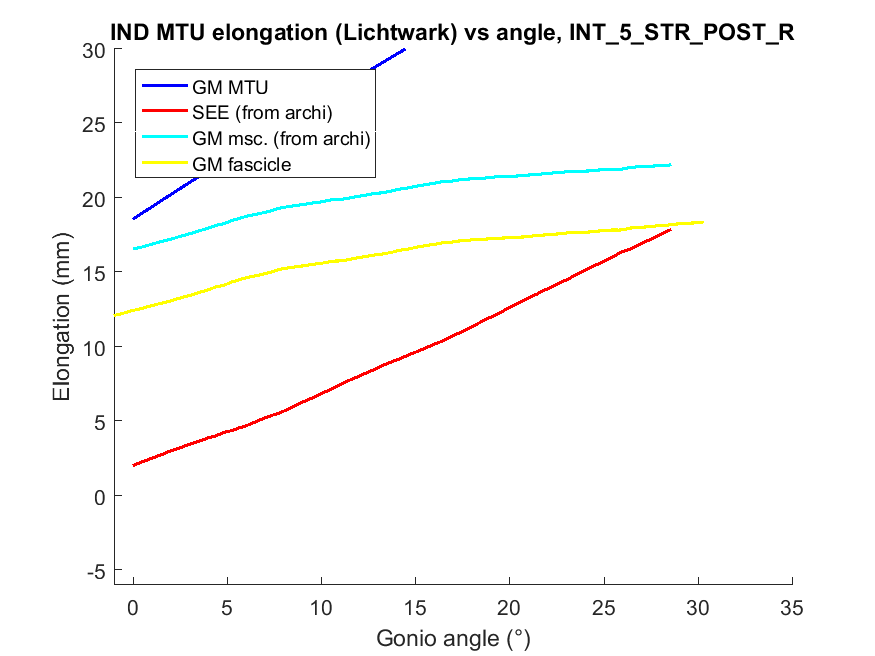 IND MTU elongation (Lichtwark) vs angle, INT_5_STR_POST_R
30
25
20
15
10
5
0
-5
Elongation (mm)
GM MTU
SEE (from archi)
GM msc. (from archi)
GM fascicle
0 5 10 15 20 25 30 35
Gonio angle (°)